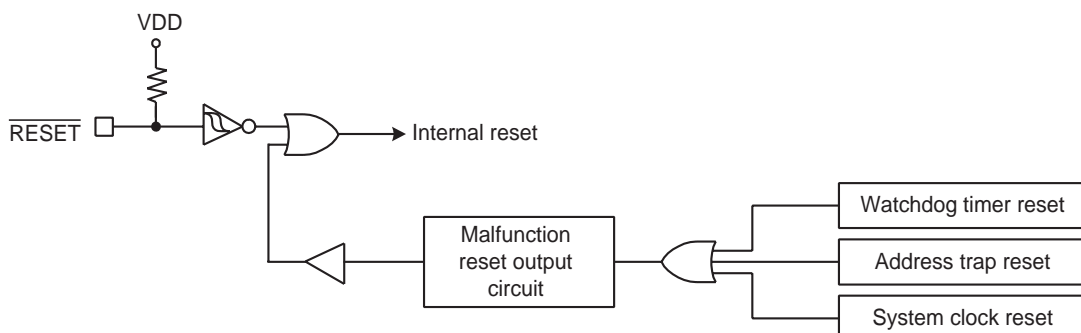 VDD
RESET
Internal reset
Watchdog timer reset
Malfunction
reset output
circuit
Address trap reset
System clock reset